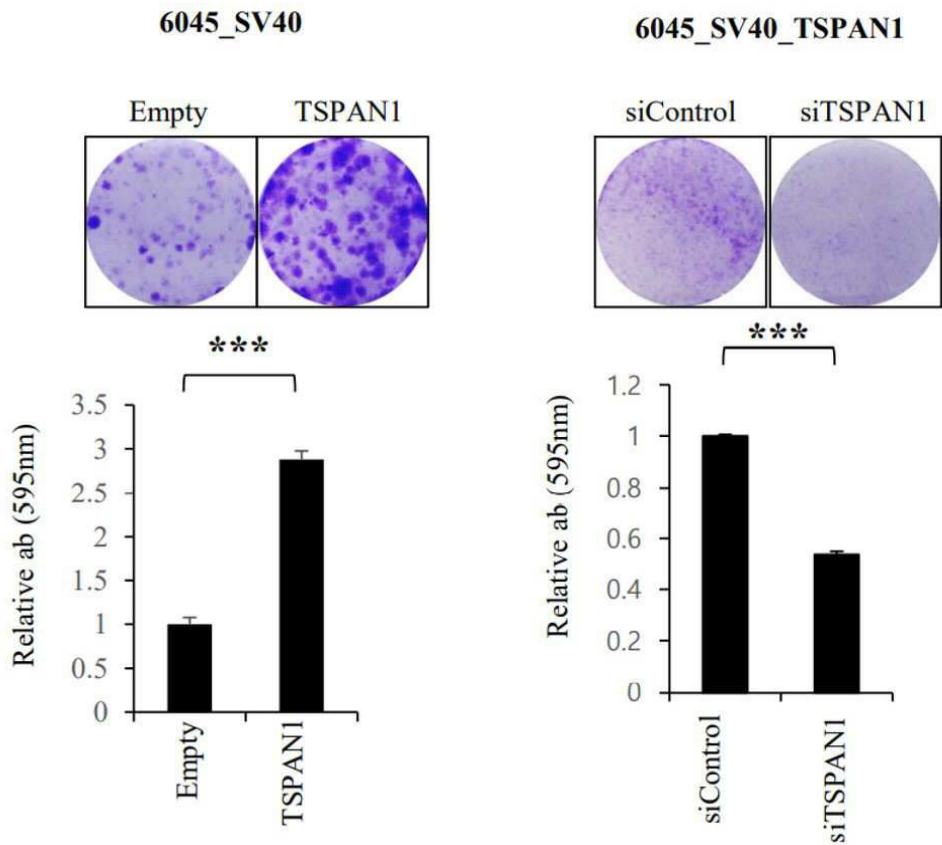 6045_SV40
Empty TSPAN1
***
Relative ab (595nm)
3.5
3
2.5
2
1.5
1
0.5
0
Empty
TSPAN1
6045_SV40_TSPAN1
siControl siTSPAN1
***
Relative ab (595nm)
1.2
1
0.8
0.6
0.4
0.2
0
siControl
siTSPAN1